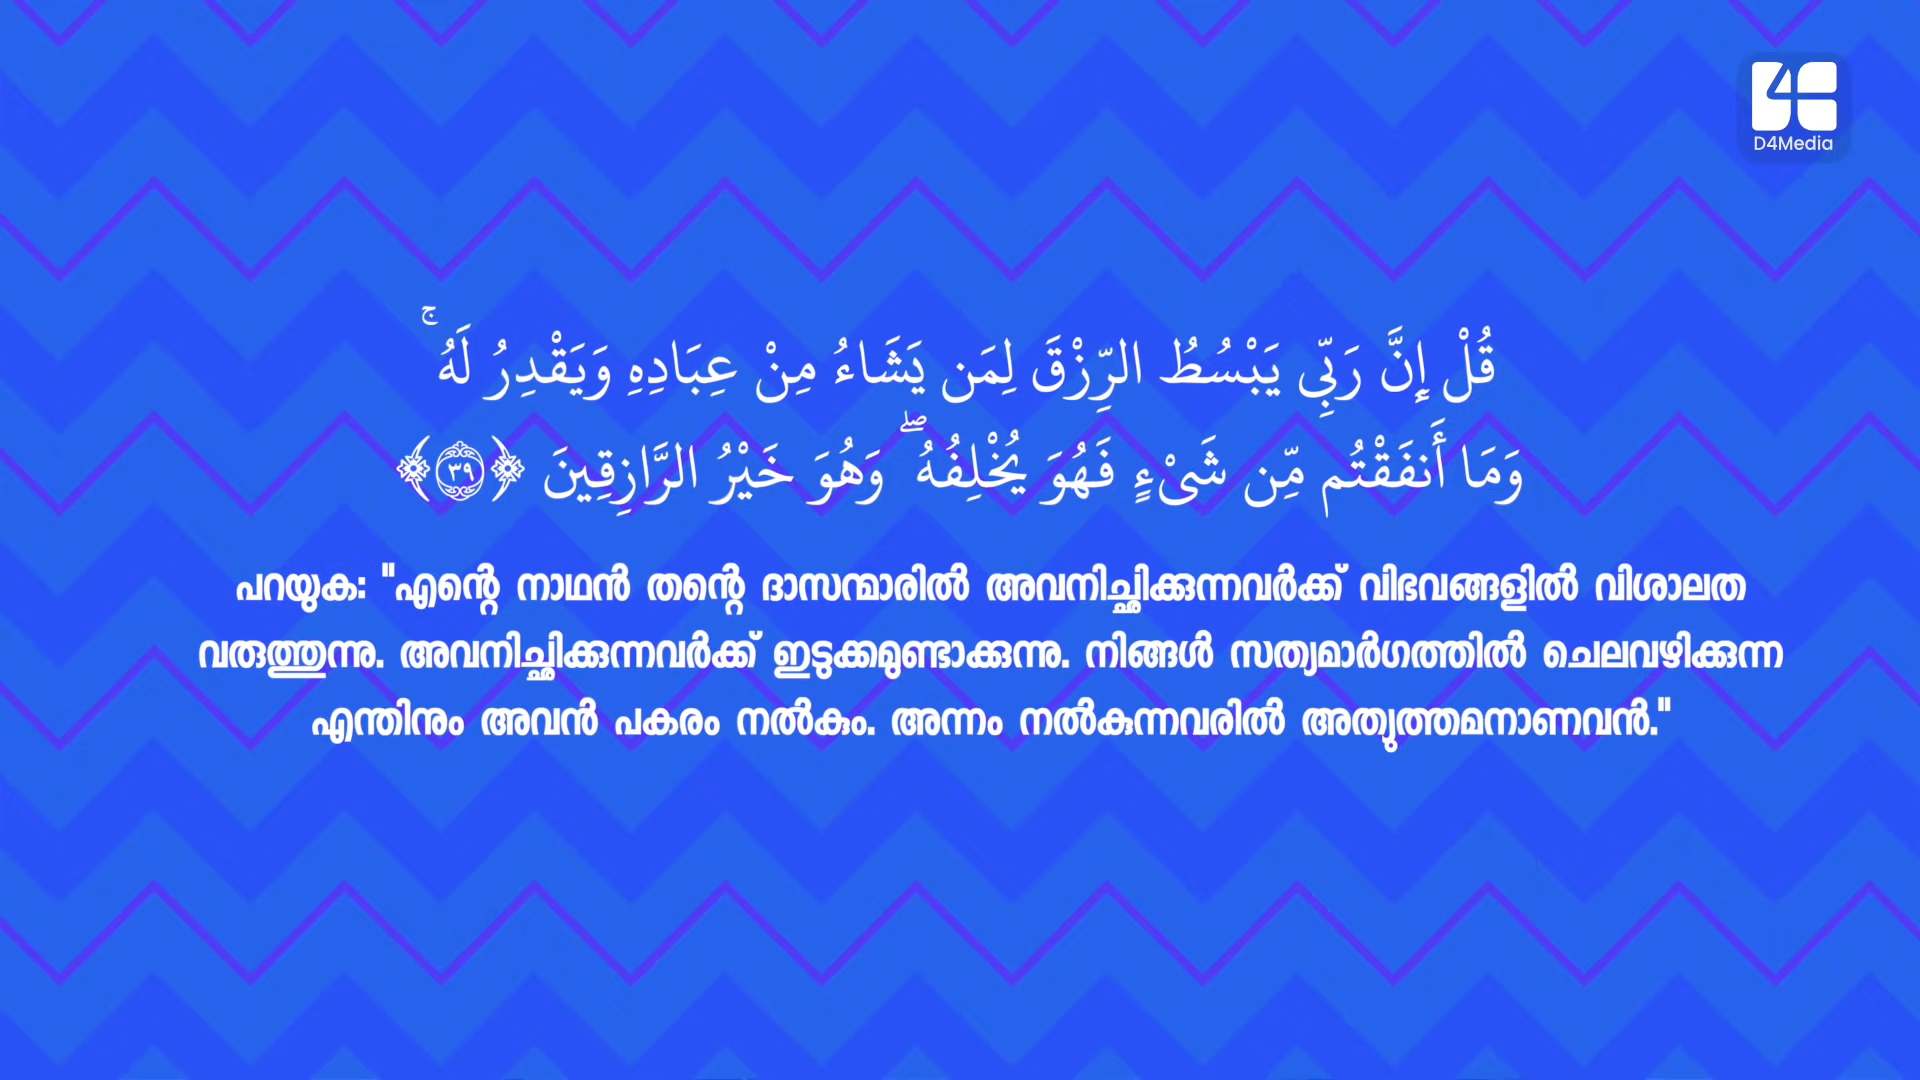 D4Media
قُلْ إِنَّ رَبِّي يَبْسُطُ الرِّزْقَ لِمَن يَشَاءُ مِنْ عِبَادِهِ وَيَقْدِرُ لَهُ ۚ
وَمَا أَنفَقْتُم مِّن شَيْءٍ فَهُوَ يُخْلِفُهُ ۖ وَهُوَ خَيْرُ الرَّازِقِينَ ﴿٣٩﴾
പറയുക: "എന്റെ നാഥൻ തന്റെ ദാസന്മാരിൽ അവനിച്ഛിക്കുന്നവർക്ക് വിഭവങ്ങളിൽ വിശാലത
വരുത്തുന്നു. അവനിച്ഛിക്കുന്നവർക്ക് ഇടുക്കമുണ്ടാക്കുന്നു. നിങ്ങൾ സത്യമാർഗത്തിൽ ചെലവഴിക്കുന്ന
എന്തിനും അവൻ പകരം നൽകും. അന്നം നൽകുന്നവരിൽ അത്യുത്തമനാണവൻ."